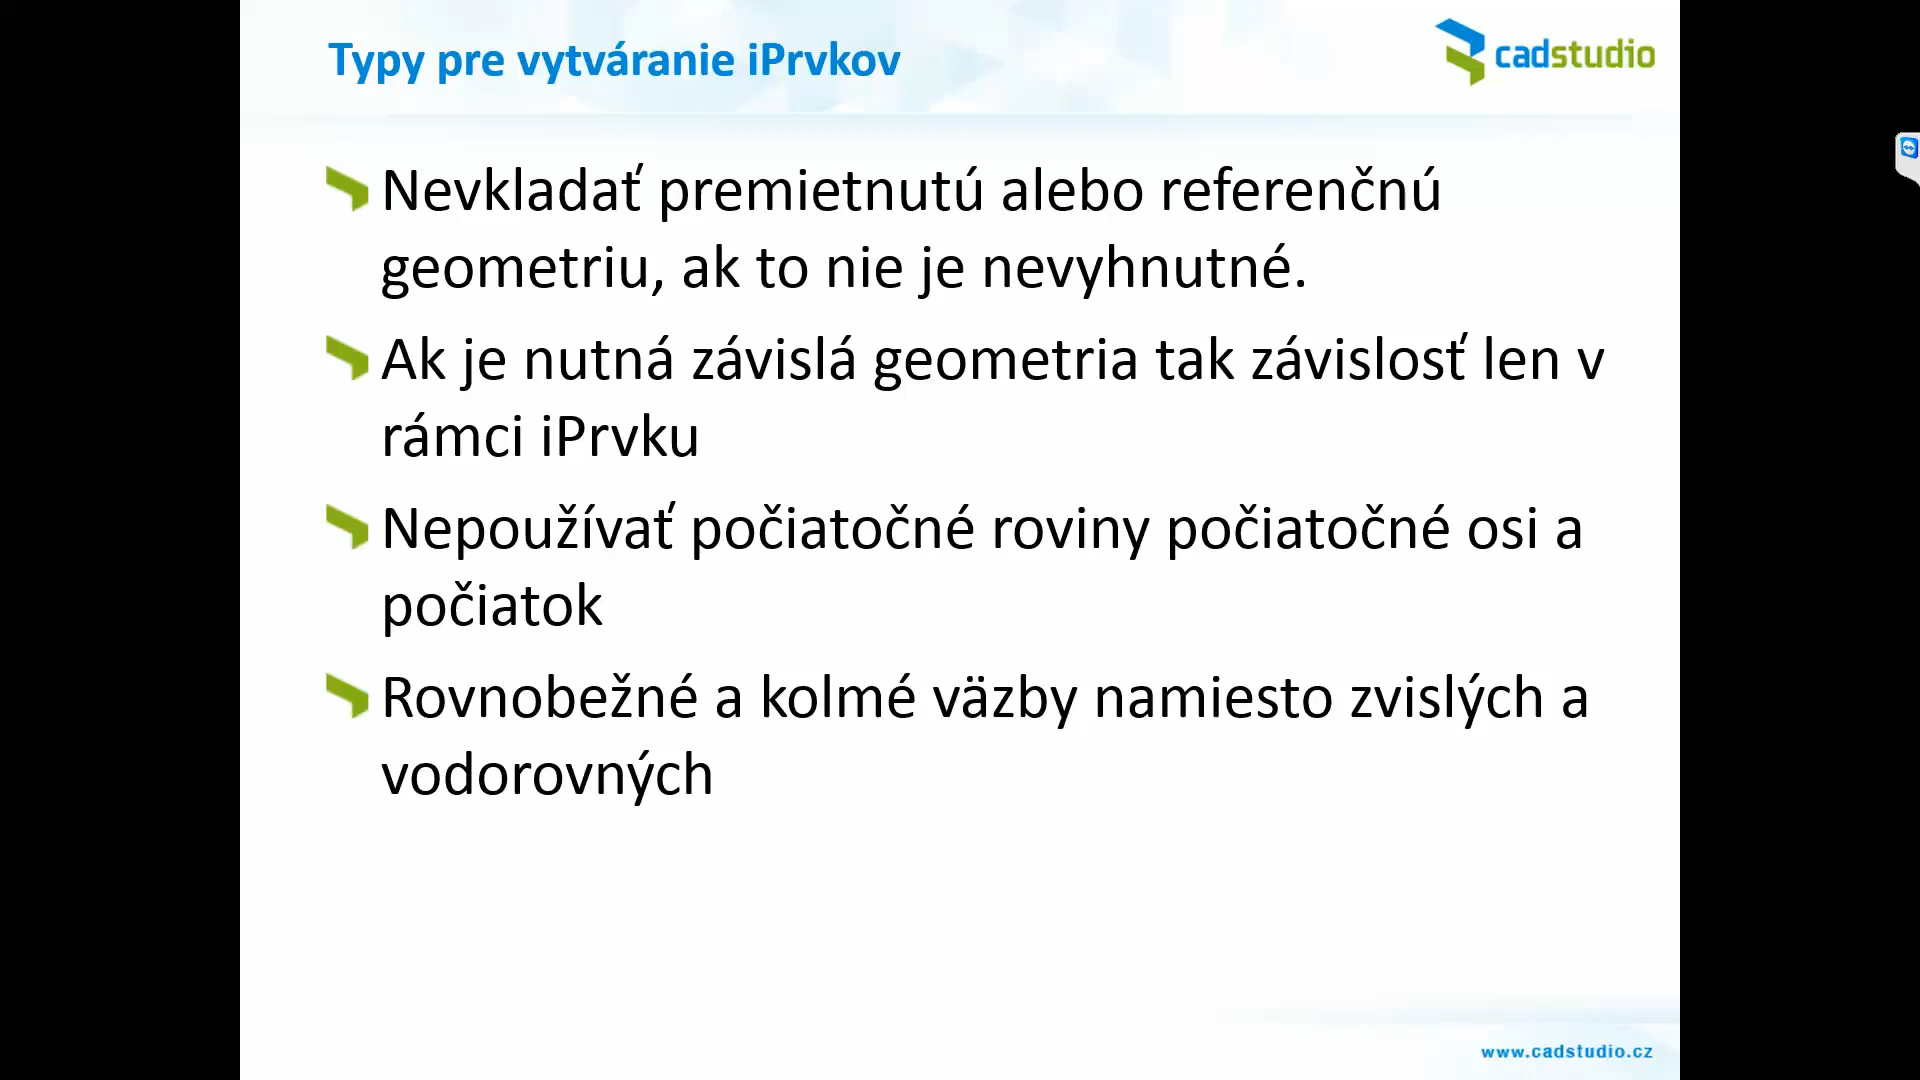 Typy pre vytváranie iPrvkov
cadstudio
Nevkladať premietnutú alebo referenčnú
geometriu, ak to nie je nevyhnutné.
Ak je nutná závislá geometria tak závislosť len v
rámci iPrvku
Nepoužívať počiatočné roviny počiatočné osi a
počiatok
Rovnobežné a kolmé väzby namiesto zvislých a
vodorovných
www.cadstudio.cz